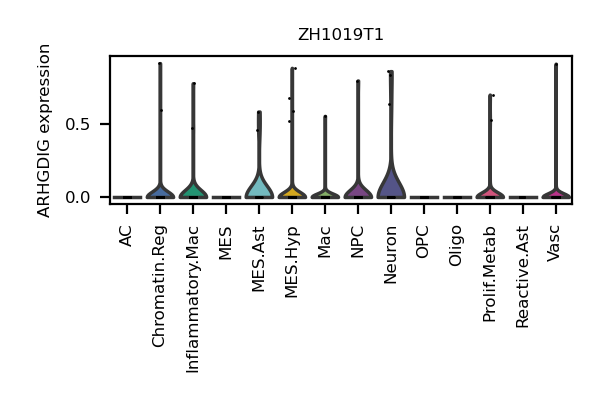 ZH1019T1
ARHGDIG expression
0.5
0.0
AC
Chromatin.Reg
Inflammatory.Mac
MES
MES.Ast
MES.Hyp
Mac
NPC
Neuron
OPC
Oligo
Prolif.Metab
Reactive.Ast
Vasc